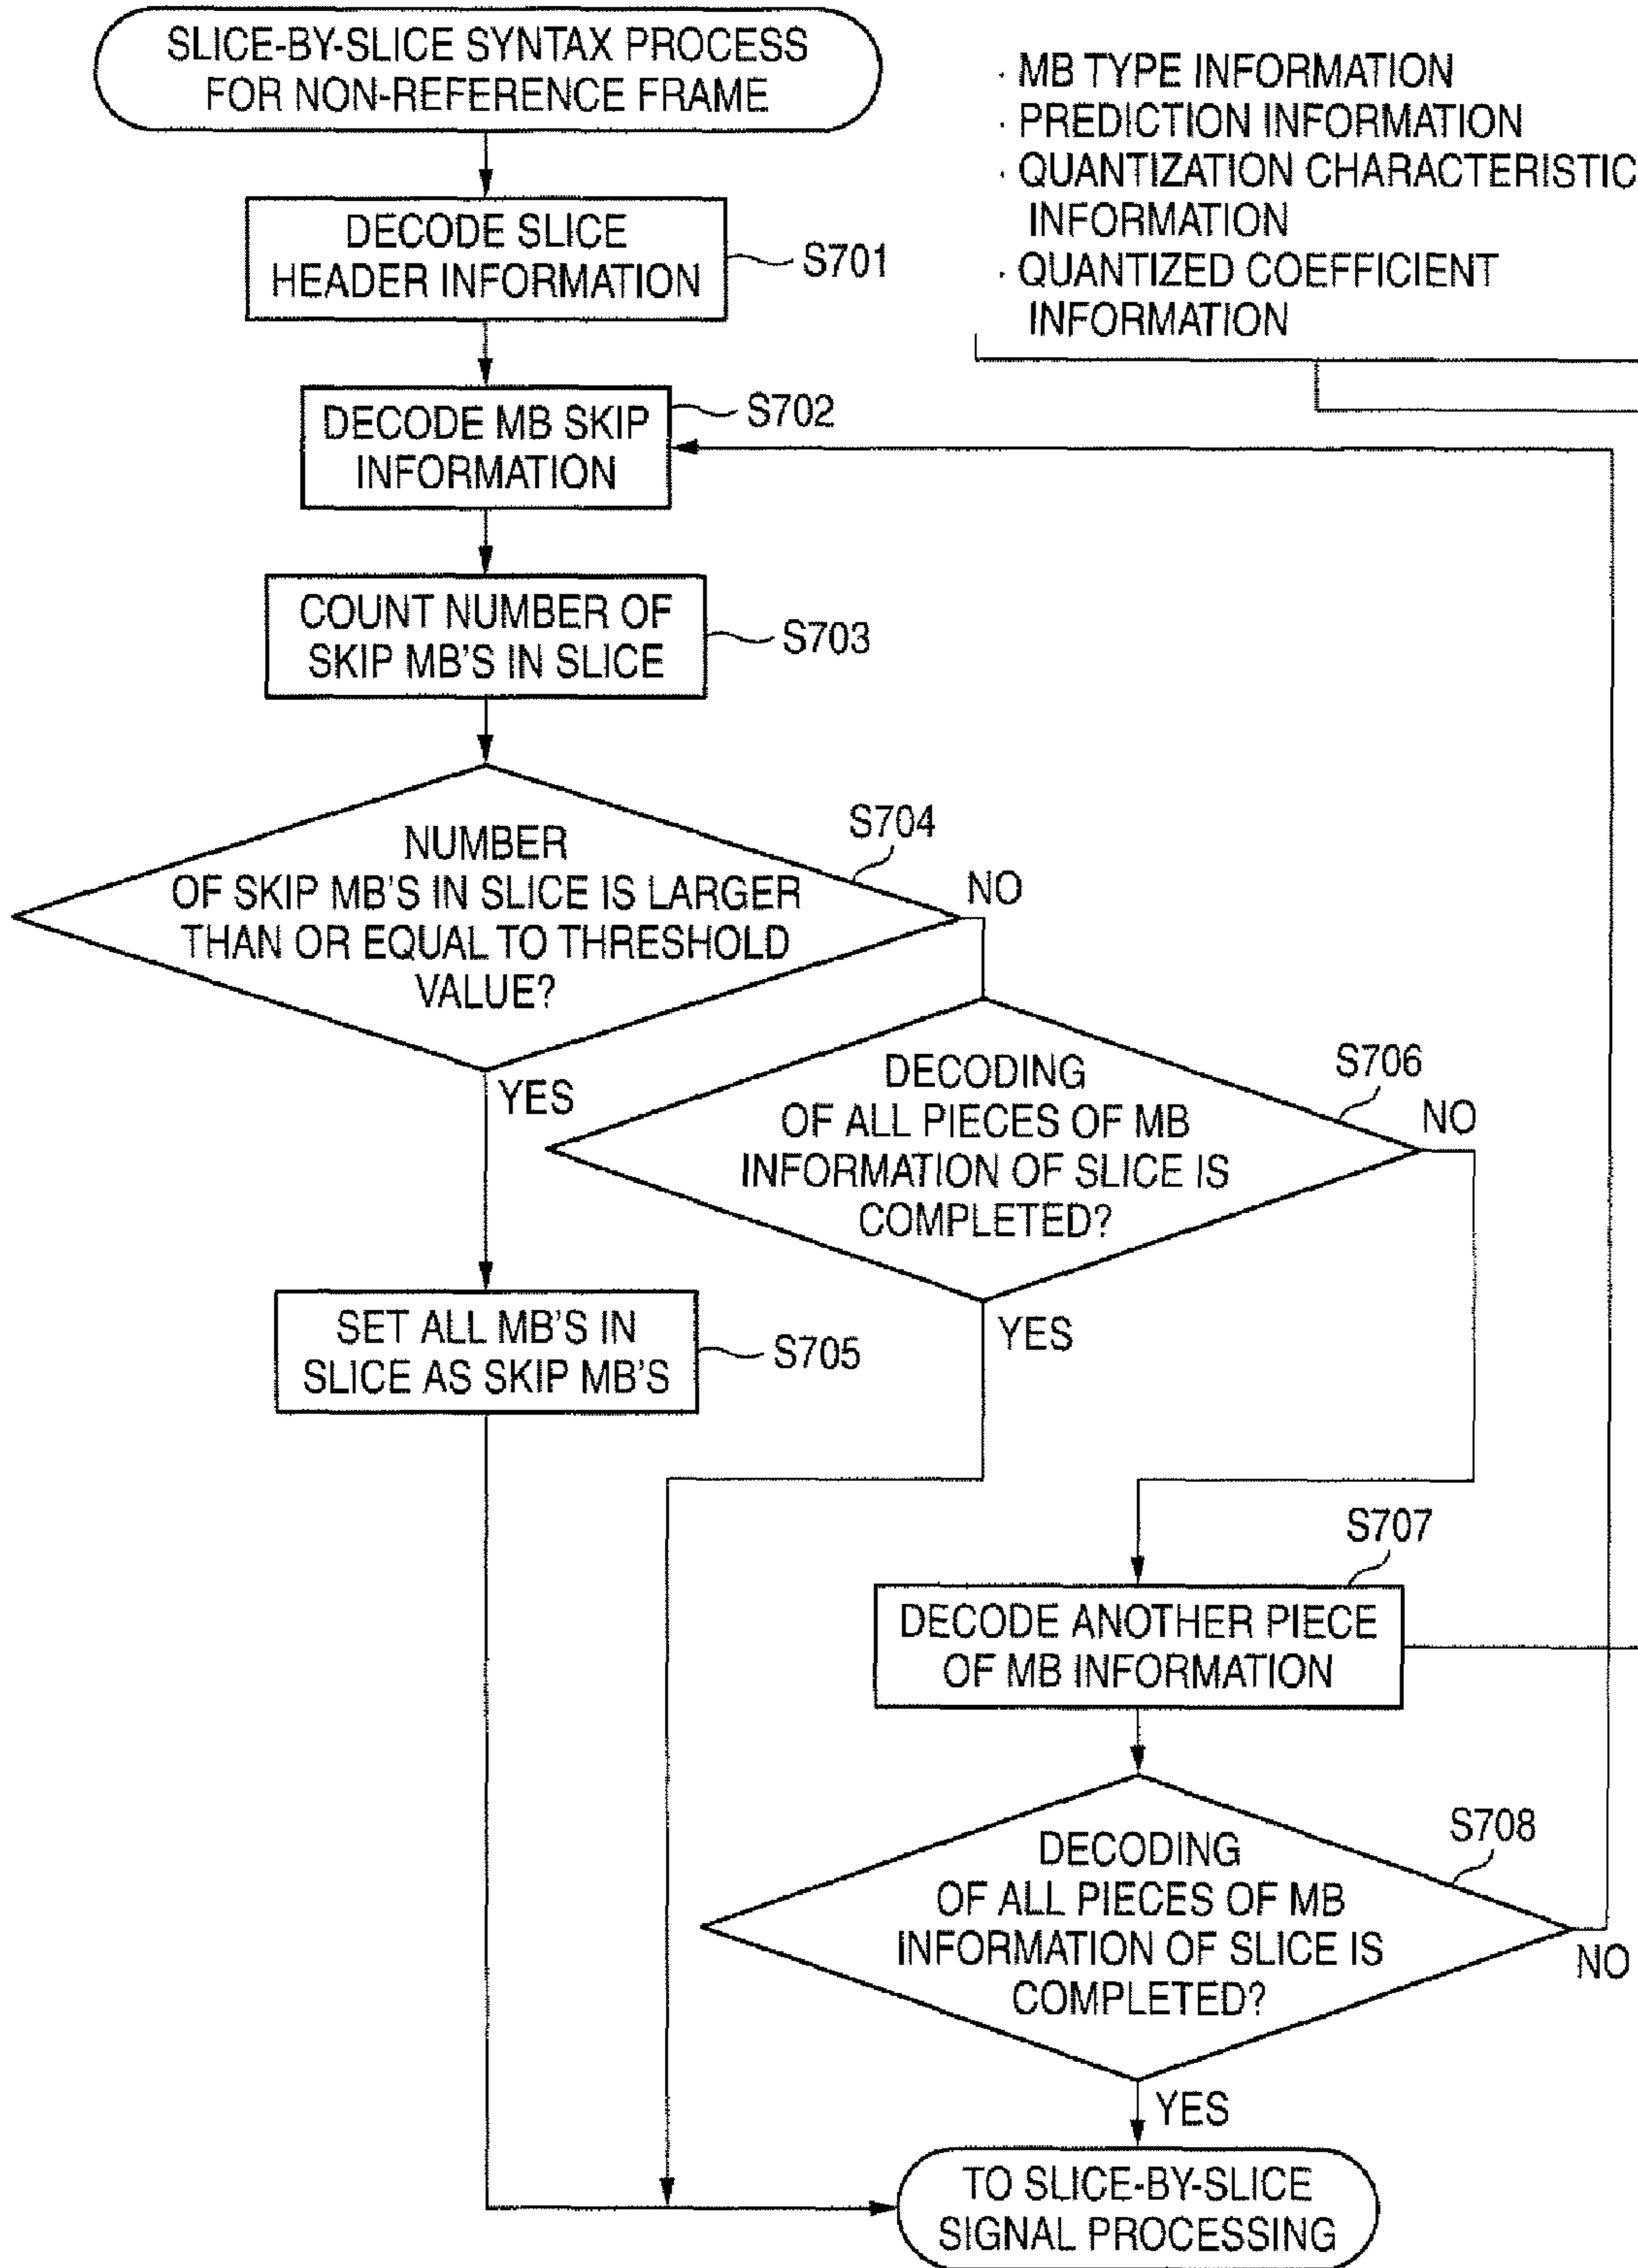 SLICE-BY-SLICE SYNTAX PROCESS
FOR NON-REFERENCE FRAME
· MB TYPE INFORMATION
· PREDICTION INFORMATION
· QUANTIZATION CHARACTERISTIC
INFORMATION
· QUANTIZED COEFFICIENT
INFORMATION
DECODE SLICE
HEADER INFORMATION
S701
DECODE MB SKIP
INFORMATION
S702
COUNT NUMBER OF
SKIP MB'S IN SLICE
S703
NUMBER
OF SKIP MB'S IN SLICE IS LARGER
THAN OR EQUAL TO THRESHOLD
VALUE?
S704
NO
YES
DECODING
OF ALL PIECES OF MB
INFORMATION OF SLICE IS
COMPLETED?
S706
NO
YES
SET ALL MB'S IN
SLICE AS SKIP MB'S
S705
S707
DECODE ANOTHER PIECE
OF MB INFORMATION
DECODING
OF ALL PIECES OF MB
INFORMATION OF SLICE IS
COMPLETED?
S708
NO
YES
TO SLICE-BY-SLICE
SIGNAL PROCESSING